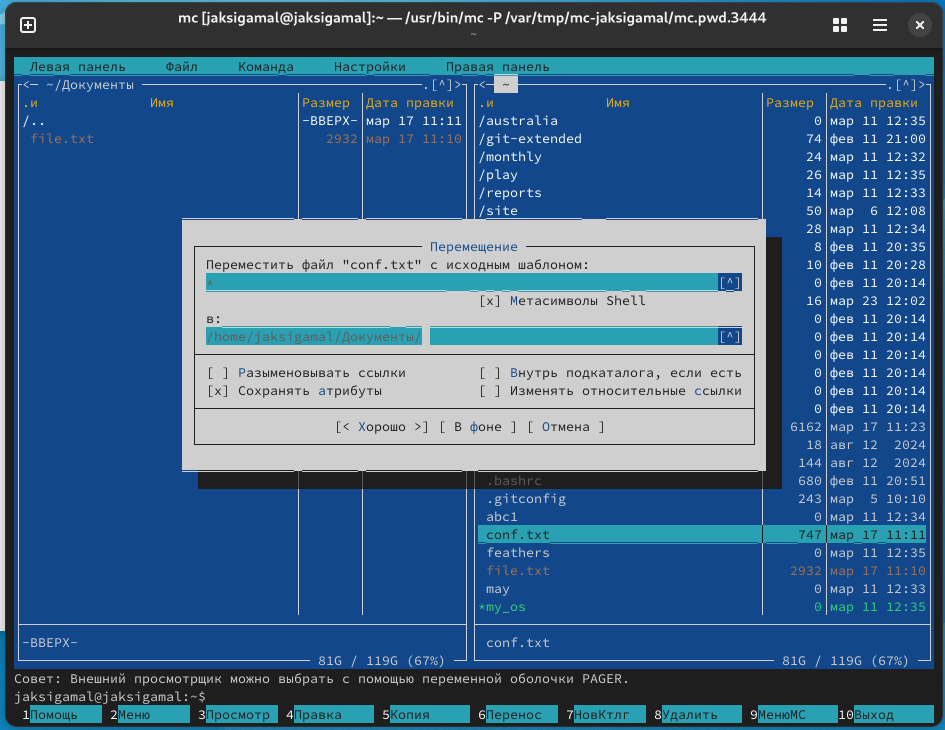 mc [jaksigamal@jaksigamal]:~ — /usr/bin/mc -P /var/tmp/mc-jaksigamal/mc.pwd.3444
~
Левая панель Файл Команда Настройки Правая панель
<— ~/Документы .[^]>
.и Имя Размер Дата правки
/.. -ВВЕРХ- мар 17 11:11
file.txt 2932 мар 17 11:10
-ВВЕРХ-
81G / 119G (67%)
<— ~ .[^]>
.и Имя Размер Дата правки
/australia 0 мар 11 12:35
/git-extended 74 фев 11 21:00
/monthly 24 мар 11 12:32
/play 26 мар 11 12:35
/reports 14 мар 11 12:33
/site 50 мар 6 12:08
28 мар 11 12:34
8 фев 11 20:35
10 фев 11 20:28
0 фев 11 20:14
16 мар 23 12:02
0 фев 11 20:14
0 фев 11 20:14
0 фев 11 20:14
0 фев 11 20:14
0 фев 11 20:14
0 фев 11 20:14
6162 мар 17 11:23
18 авг 12 2024
144 авг 12 2024
.bashrc 680 фев 11 20:51
.gitconfig 243 мар 5 10:10
abc1 0 мар 11 12:34
conf.txt 747 мар 17 11:11
feathers 0 мар 11 12:35
file.txt 2932 мар 17 11:10
may 0 мар 11 12:33
*my_os 0 мар 11 12:35
conf.txt
81G / 119G (67%)
Перемещение
Переместить файл "conf.txt" с исходным шаблоном:
* [^]
[x] Метасимволы Shell
в:
/home/jaksigamal/Документы/ [^]
[ ] Разыменовывать ссылки [ ] Внутрь подкаталога, если есть
[x] Сохранять атрибуты [ ] Изменять относительные ссылки
[< Хорошо >] [ В фоне ] [ Отмена ]
Совет: Внешний просмотрщик можно выбрать с помощью переменной оболочки PAGER.
jaksigamal@jaksigamal:~$
1Помощь 2Меню 3Просмотр 4Правка 5Копия 6Перенос 7НовКтлг 8Удалить 9МенюМС 10Выход